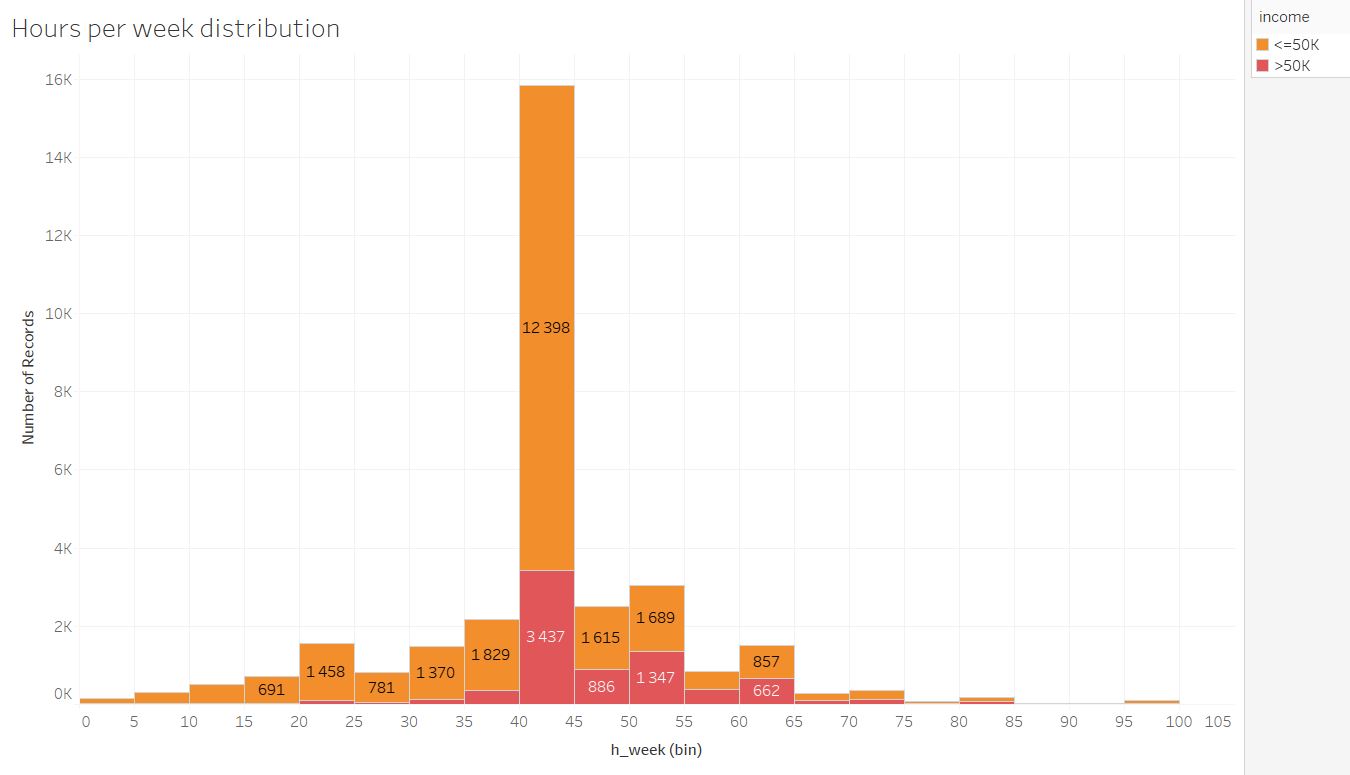 Hours per week distribution
income
<=50K
>50K
16K
14K
12K
10K
8K
6K
4K
2K
0K
Number of Records
691
1 458
781
1 370
1 829
12 398
3 437
1 615
886
1 689
1 347
857
662
0 5 10 15 20 25 30 35 40 45 50 55 60 65 70 75 80 85 90 95 100 105
h_week (bin)